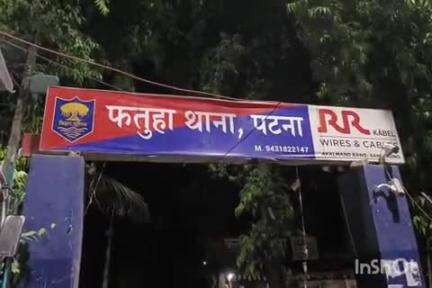 फतुहा थाना, पटना
M. 9431822147
RR
KABEL
WIRES & CABLES
InShOt